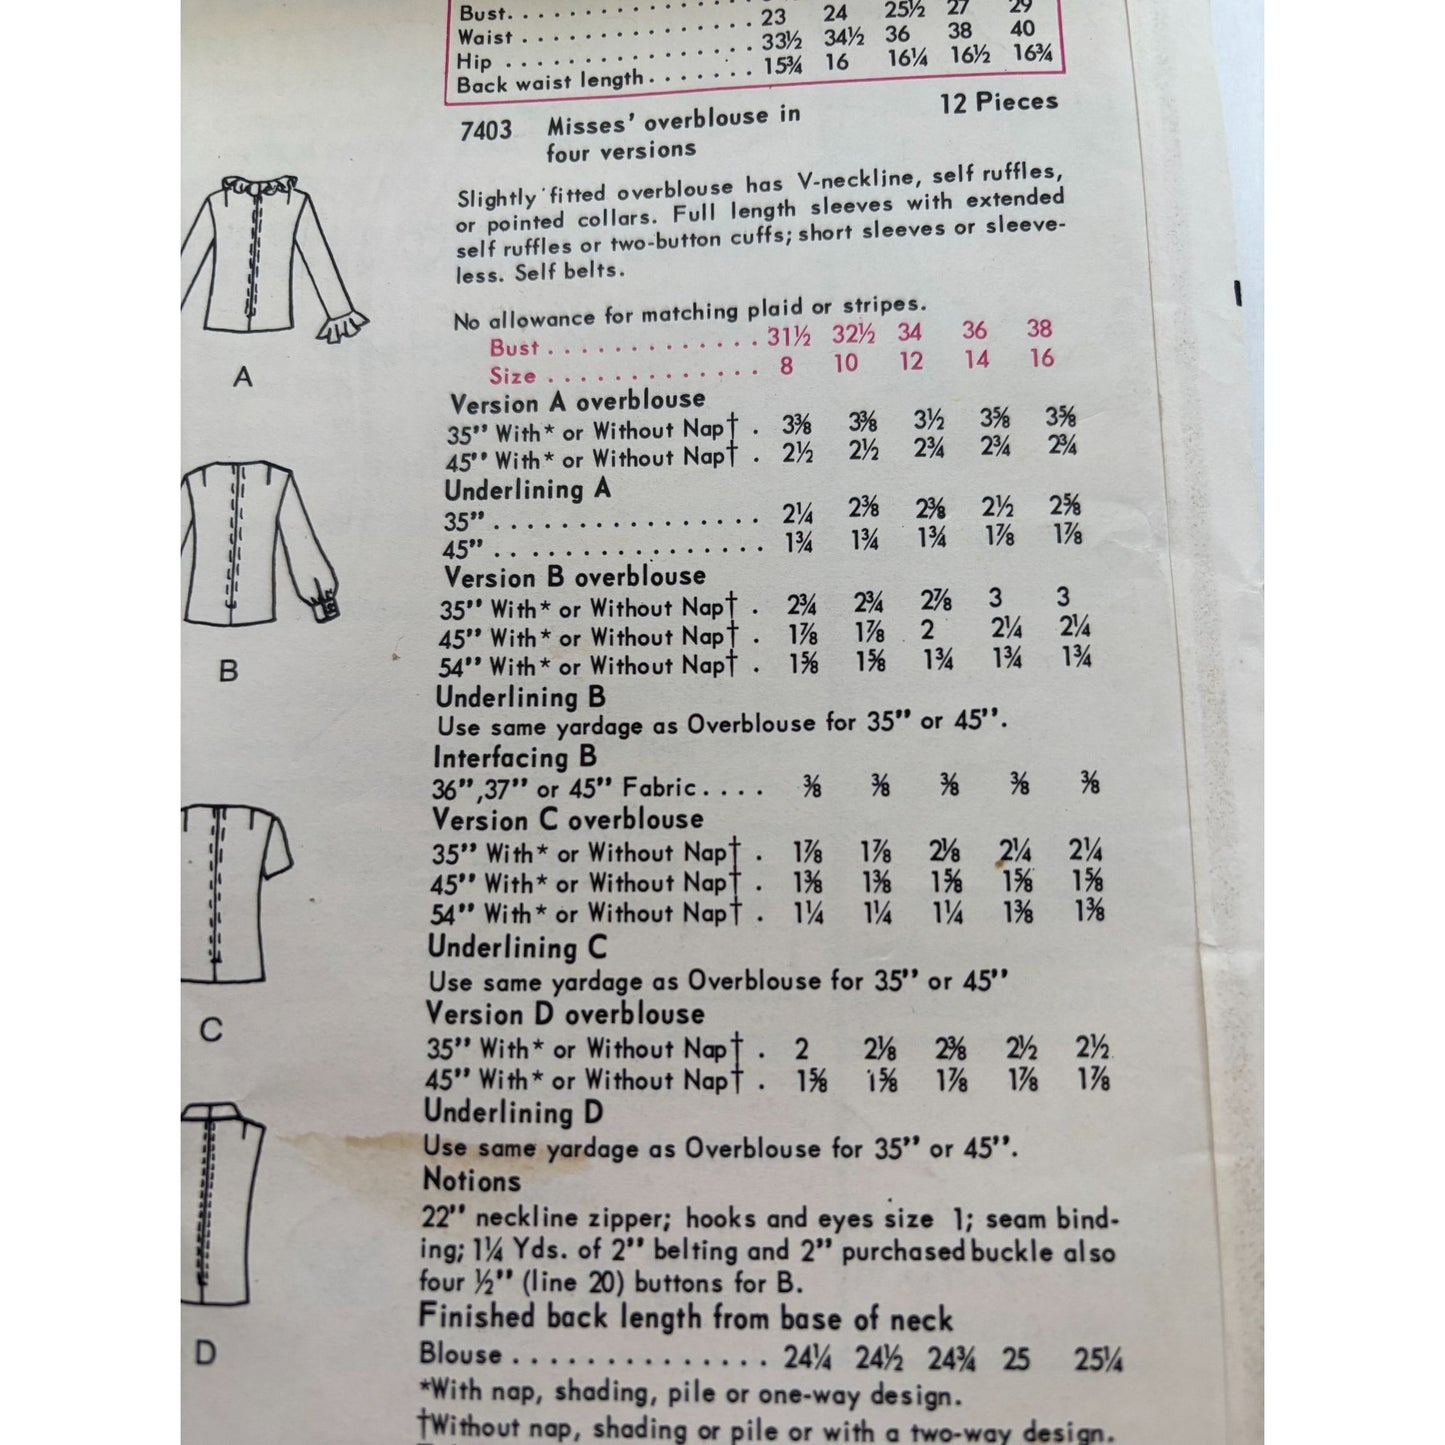 Bust. . . . . . . . . . . . 25½ 27 29
Waist . . . . . . . . . . . . 23 24 36 38 40
Hip . . . . . . . . . . . . 33½ 34½ 16¼ 16½ 16¾
Back waist length . . . . . . . 15¾ 16
7403 Misses’ overblouse in 12 Pieces
four versions
Slightly fitted overblouse has V-neckline, self ruffles,
or pointed collars. Full length sleeves with extended
self ruffles or two-button cuffs; short sleeves or sleeve-
less. Self belts.
No allowance for matching plaid or stripes.
Bust . . . . . . . . . . . . . 31½ 32½ 34 36 38
Size . . . . . . . . . . . . . 8 10 12 14 16
Version A overblouse
35” With* or Without Nap† . 3⅜ 3⅜ 3½ 3⅝ 3⅝
45” With* or Without Nap† . 2½ 2½ 2¾ 2¾ 2¾
Underlining A
35” . . . . . . . . . . . . . . . . 2¼ 2⅜ 2⅜ 2½ 2⅝
45” . . . . . . . . . . . . . . . . 1¾ 1¾ 1¾ 1⅞ 1⅞
Version B overblouse
35” With* or Without Nap† . 2¾ 2¾ 2⅞ 3 3
45” With* or Without Nap† . 1⅞ 1⅞ 2 2¼ 2¼
54” With* or Without Nap† . 1⅝ 1⅝ 1¾ 1¾ 1¾
Underlining B
Use same yardage as Overblouse for 35” or 45”.
Interfacing B
36”,37” or 45” Fabric. . . . ⅜ ⅜ ⅜ ⅜ ⅜
Version C overblouse
35” With* or Without Nap† . 1⅞ 1⅞ 2⅛ 2¼ 2¼
45” With* or Without Nap† . 1⅜ 1⅜ 1⅝ 1⅝ 1⅝
54” With* or Without Nap† . 1¼ 1¼ 1¼ 1⅜ 1⅜
Underlining C
Use same yardage as Overblouse for 35” or 45”
Version D overblouse
35” With* or Without Nap† . 2 2⅛ 2⅜ 2½ 2½
45” With* or Without Nap† . 1⅝ 1⅝ 1⅞ 1⅞ 1⅞
Underlining D
Use same yardage as Overblouse for 35” or 45”.
Notions
22” neckline zipper; hooks and eyes size 1; seam bind-
ing; 1¼ Yds. of 2” belting and 2” purchased buckle also
four ½” (line 20) buttons for B.
Finished back length from base of neck
Blouse . . . . . . . . . . . . . . 24¼ 24½ 24¾ 25 25¼
*With nap, shading, pile or one-way design.
†Without nap, shading or pile or with a two-way design.
A
B
C
D